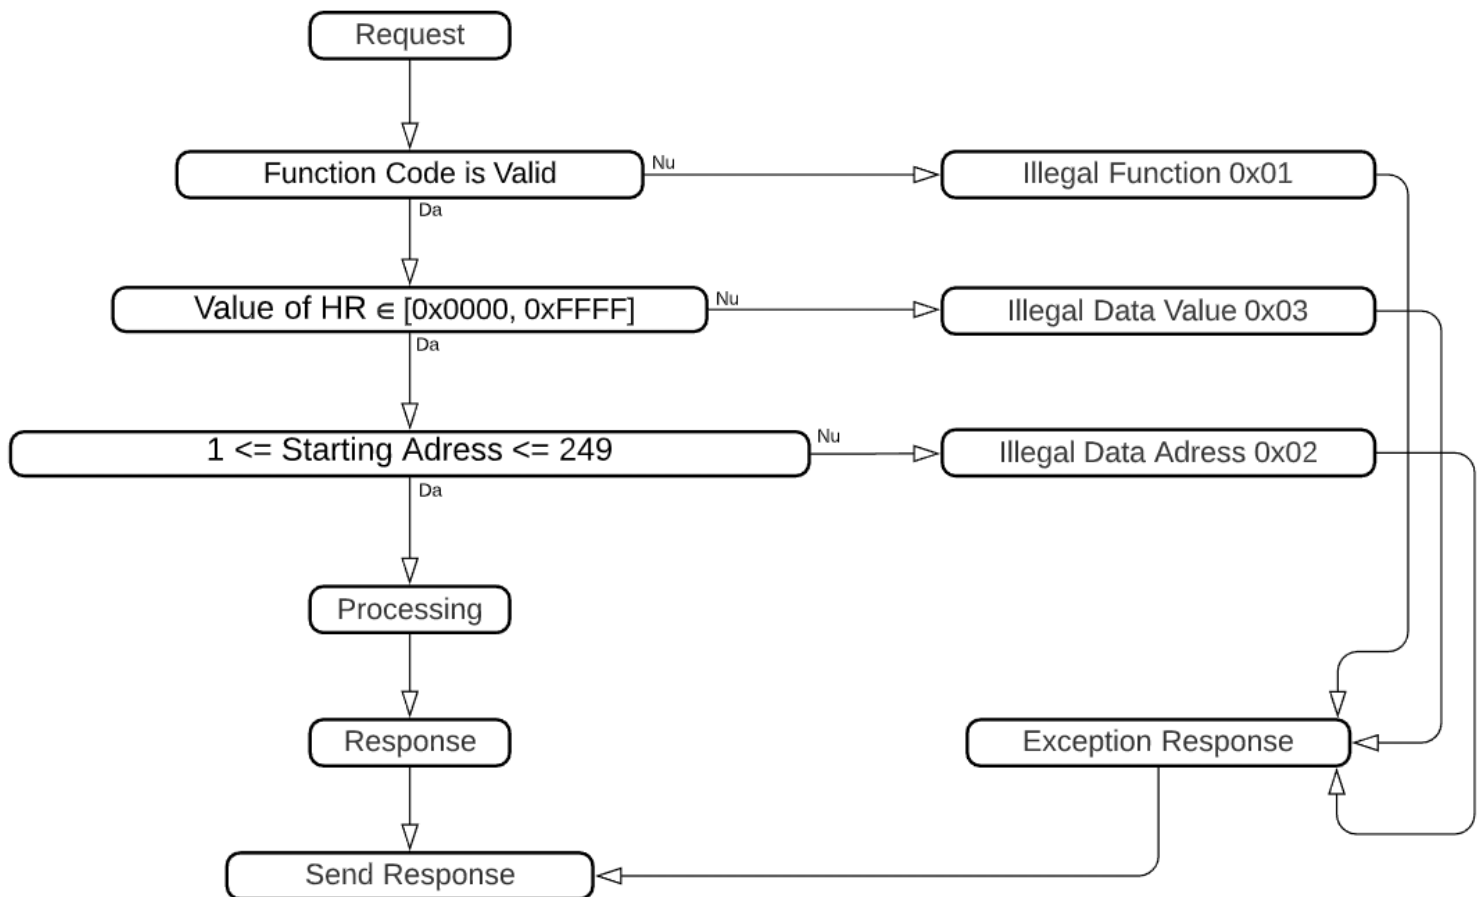 Request
Function Code is Valid
Nu
Illegal Function 0x01
Da
Value of HR ∈ [0x0000, 0xFFFF]
Nu
Illegal Data Value 0x03
Da
1 <= Starting Adress <= 249
Nu
Illegal Data Adress 0x02
Da
Processing
Response
Exception Response
Send Response